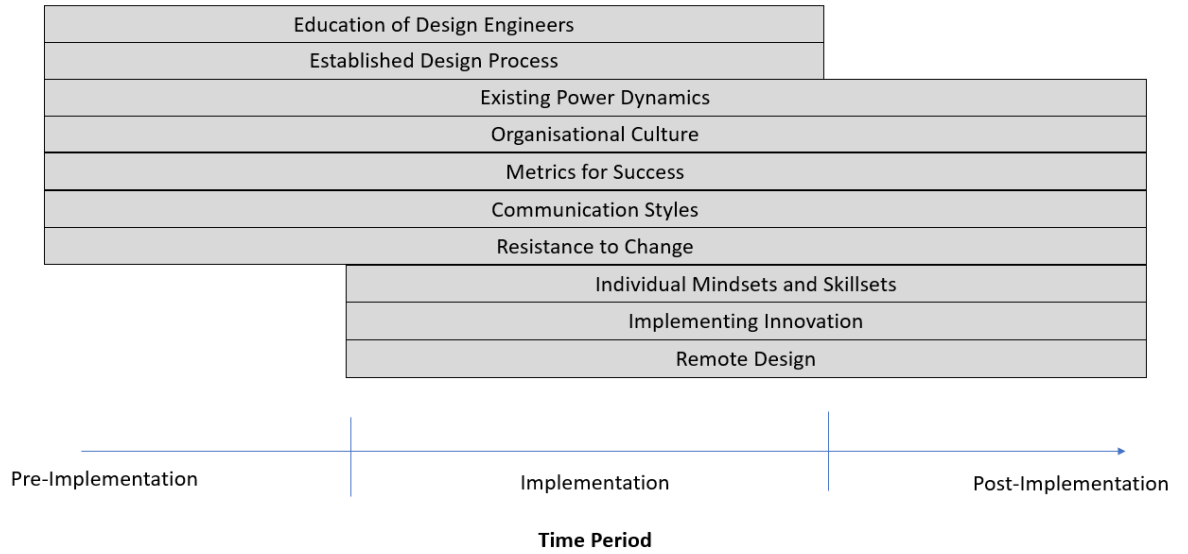 Education of Design Engineers
Established Design Process
Existing Power Dynamics
Organisational Culture
Metrics for Success
Communication Styles
Resistance to Change
Individual Mindsets and Skillsets
Implementing Innovation
Remote Design
Pre-Implementation
Implementation
Post-Implementation
Time Period